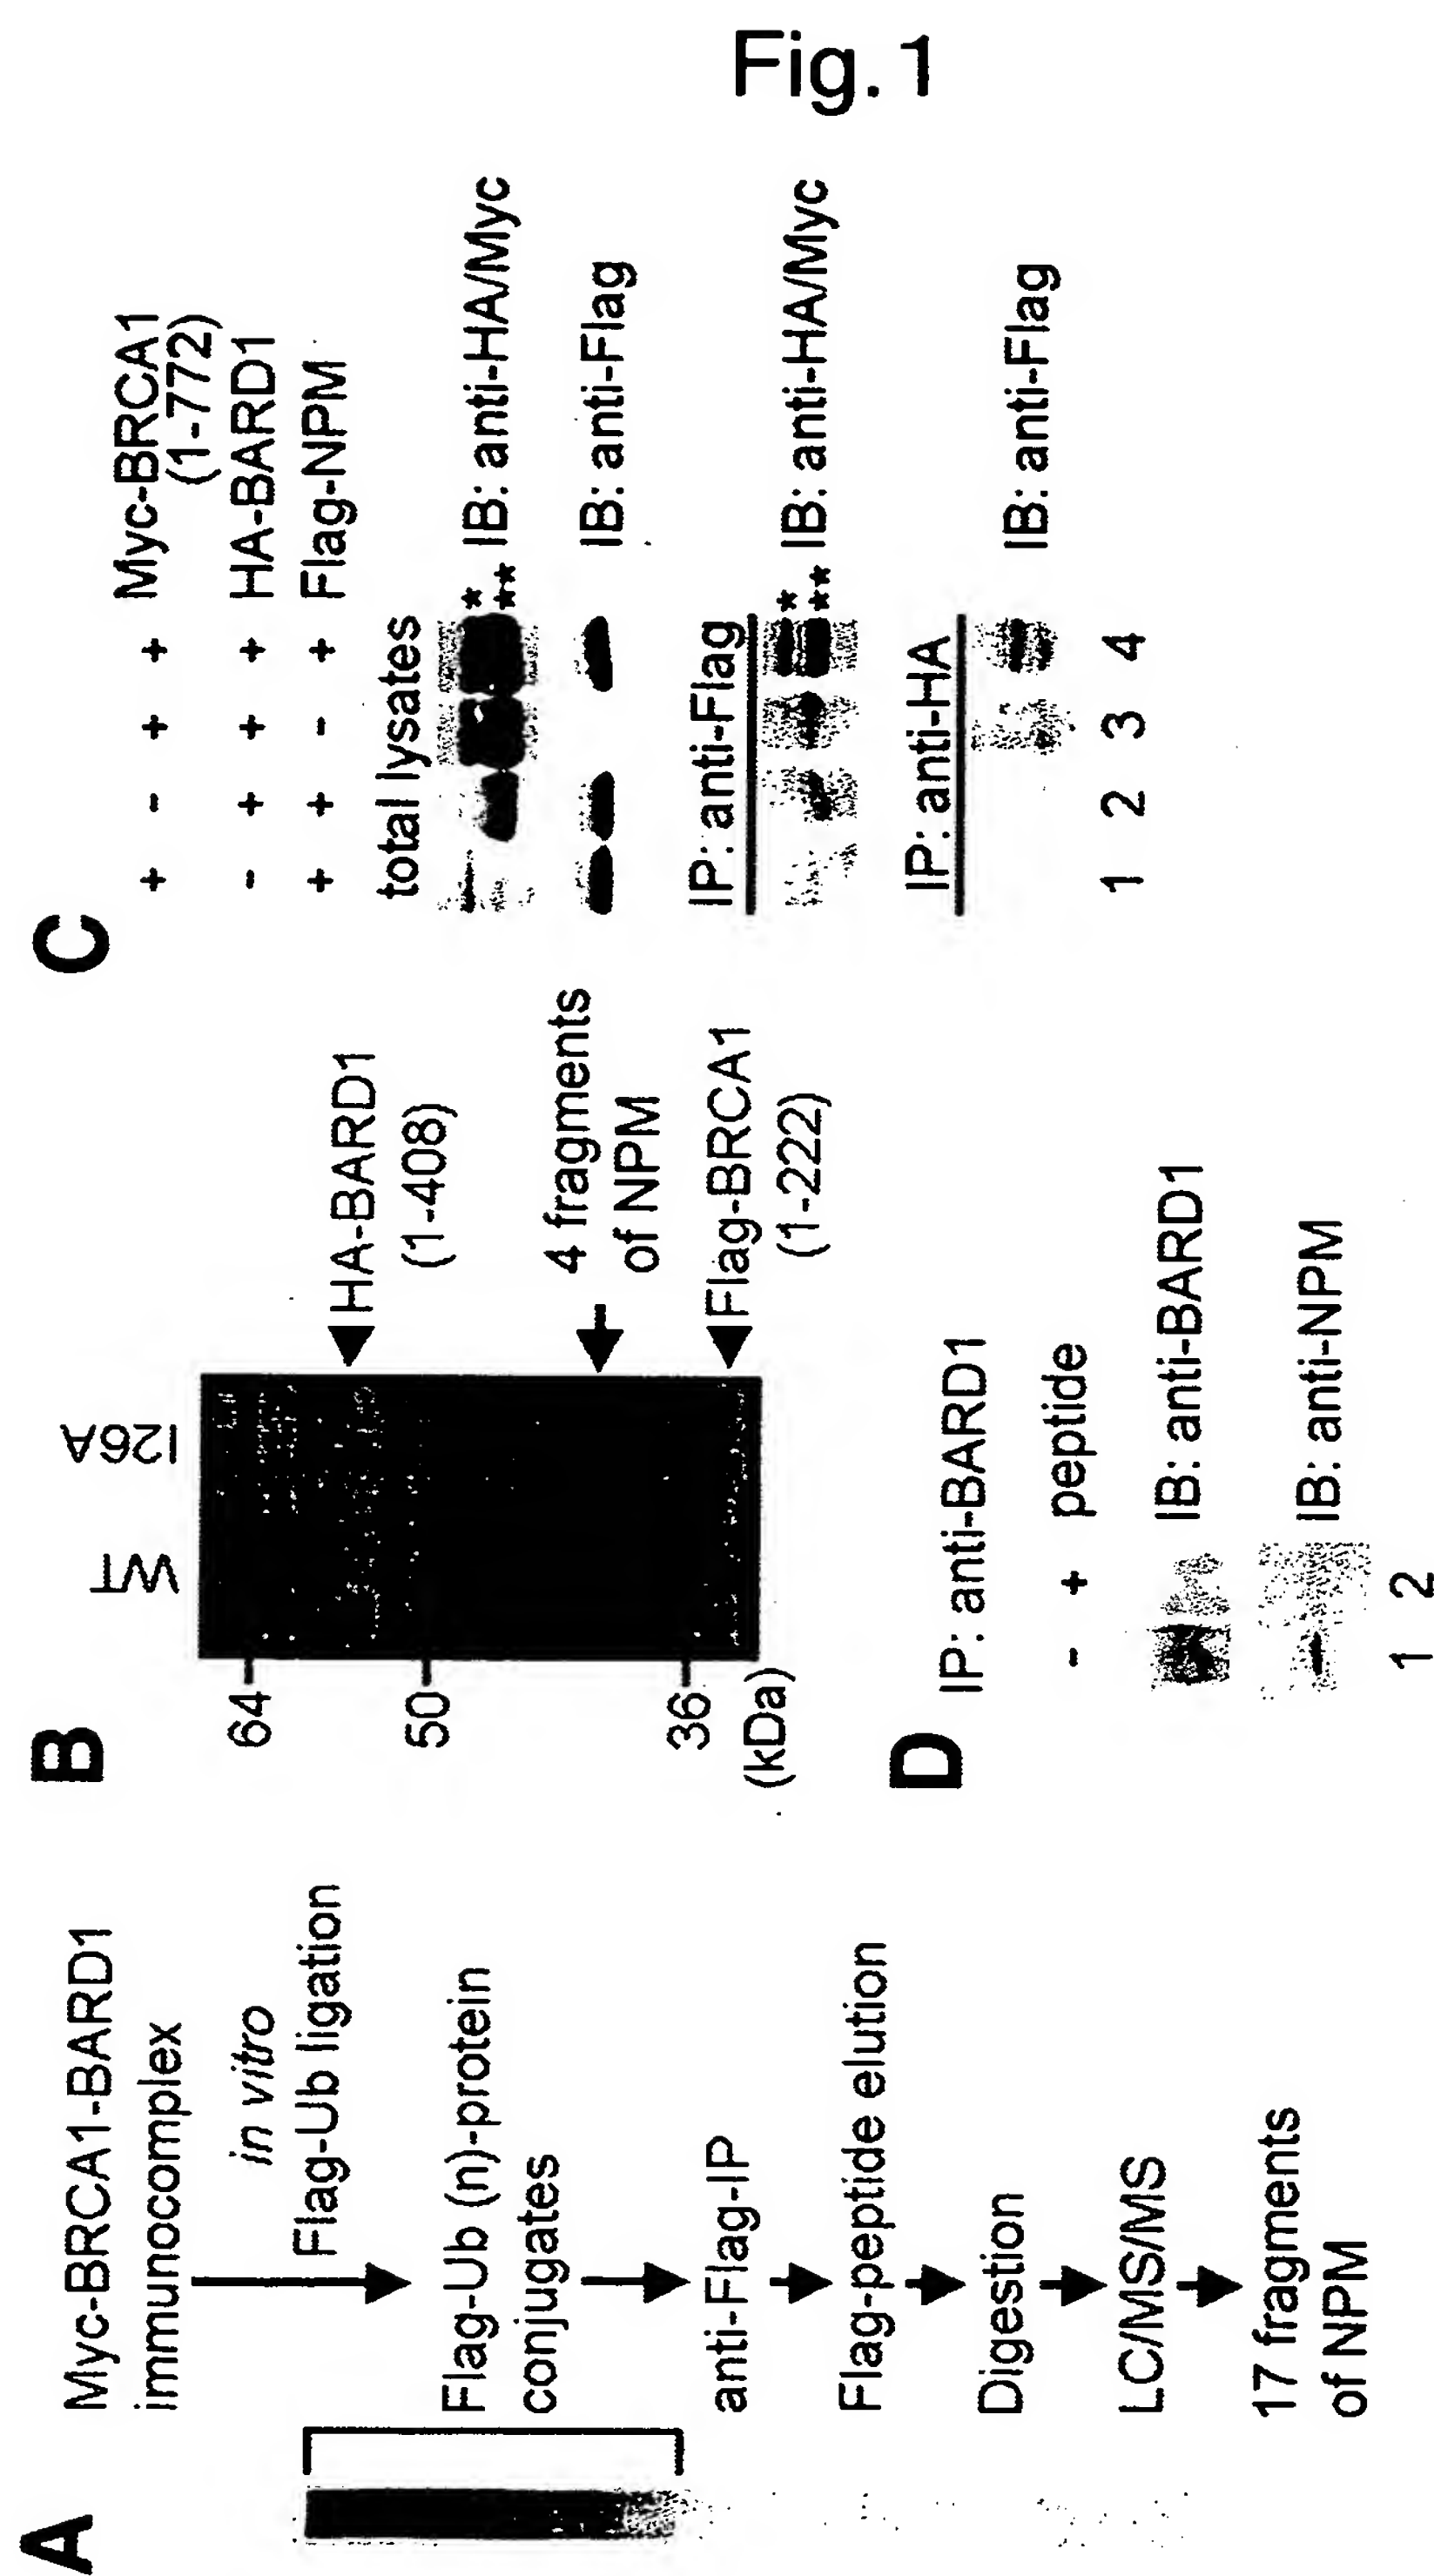 Fig. 1
A
Myc-BRCA1-BARD1
immunocomplex
in vitro
Flag-Ub ligation
Flag-Ub (n)-protein
conjugates
anti-Flag-IP
Flag-peptide elution
Digestion
LC/MS/MS
17 fragments
of NPM
B
WT I26A
64
50
36
(kDa)
HA-BARD1
(1-408)
4 fragments
of NPM
Flag-BRCA1
(1-222)
C
+ - + + Myc-BRCA1
(1-772)
- + + + HA-BARD1
+ + - + Flag-NPM
total lysates
* IB: anti-HA/Myc
**
IB: anti-Flag
IP: anti-Flag
* IB: anti-HA/Myc
**
IP: anti-HA
IB: anti-Flag
1 2 3 4
D
IP: anti-BARD1
- + peptide
IB: anti-BARD1
IB: anti-NPM
1 2